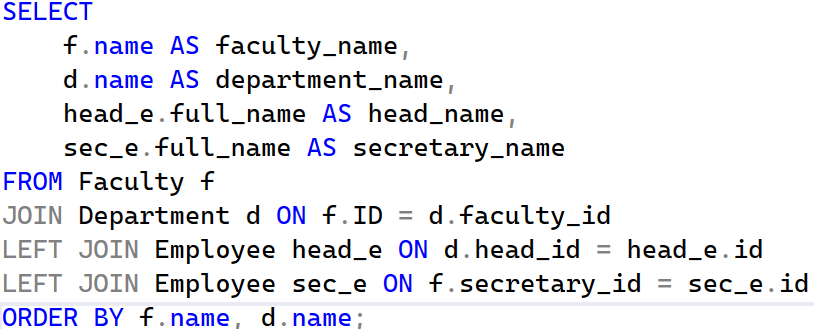 SELECT
    f.name AS faculty_name,
    d.name AS department_name,
    head_e.full_name AS head_name,
    sec_e.full_name AS secretary_name
FROM Faculty f
JOIN Department d ON f.ID = d.faculty_id
LEFT JOIN Employee head_e ON d.head_id = head_e.id
LEFT JOIN Employee sec_e ON f.secretary_id = sec_e.id
ORDER BY f.name, d.name;